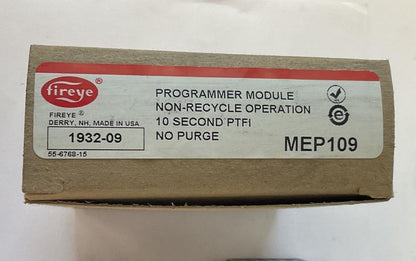 fireye®
FIREYE®
DERRY, NH, MADE IN USA
1932-09
55-6768-15
PROGRAMMER MODULE
NON-RECYCLE OPERATION
10 SECOND PTFI
NO PURGE
MEP109
e